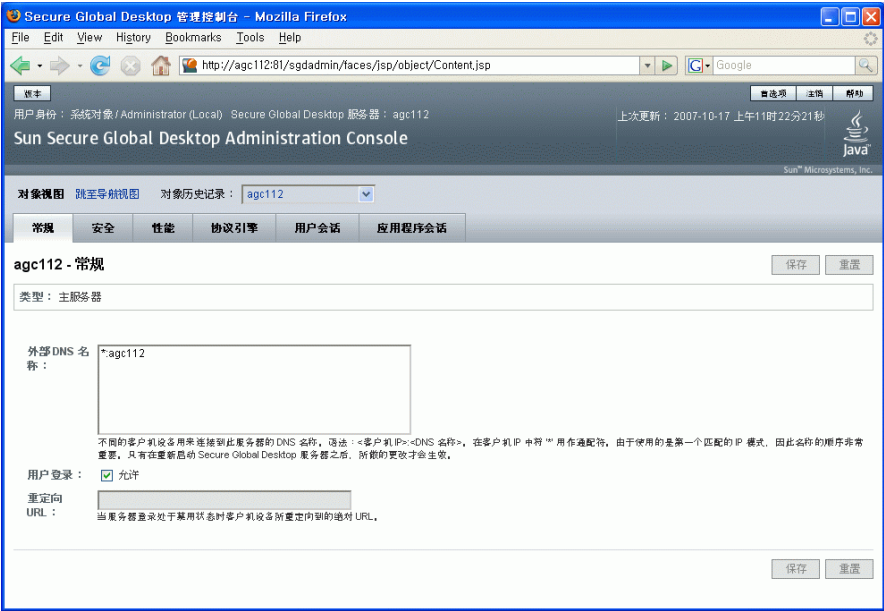 Secure Global Desktop 管理控制台 - Mozilla Firefox
File Edit View History Bookmarks Tools Help
http://agc112:81/sgdadmin/faces/jsp/object/Content.jsp
Google
版本
首选项 注销 帮助
用户身份： 系统对象 / Administrator (Local) Secure Global Desktop 服务器： agc112
上次更新： 2007-10-17 上午11时22分21秒
Sun Secure Global Desktop Administration Console
Java™
Sun™ Microsystems, Inc.
对象视图 跳至导航视图 对象历史记录： agc112
常规 安全 性能 协议引擎 用户会话 应用程序会话
agc112 - 常规
保存 重置
类型： 主服务器
外部 DNS 名
称：
*:agc112
不同的客户机设备用来连接到此服务器的 DNS 名称。语法：<客户机 IP>:<DNS 名称>。在客户机 IP 中将 '*' 用作通配符。由于使用的是第一个匹配的 IP 模式，因此名称的顺序非常
重要。只有在重新启动 Secure Global Desktop 服务器之后，所做的更改才会生效。
用户登录： 允许
重定向
URL：
当服务器登录处于禁用状态时客户机设备所重定向到的绝对 URL。
保存 重置